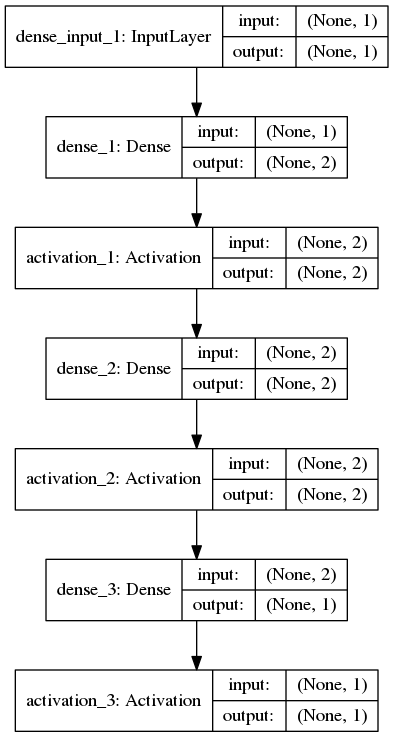 dense_input_1: InputLayer
input: (None, 1)
output: (None, 1)
dense_1: Dense
input: (None, 1)
output: (None, 2)
activation_1: Activation
input: (None, 2)
output: (None, 2)
dense_2: Dense
input: (None, 2)
output: (None, 2)
activation_2: Activation
input: (None, 2)
output: (None, 2)
dense_3: Dense
input: (None, 2)
output: (None, 1)
activation_3: Activation
input: (None, 1)
output: (None, 1)